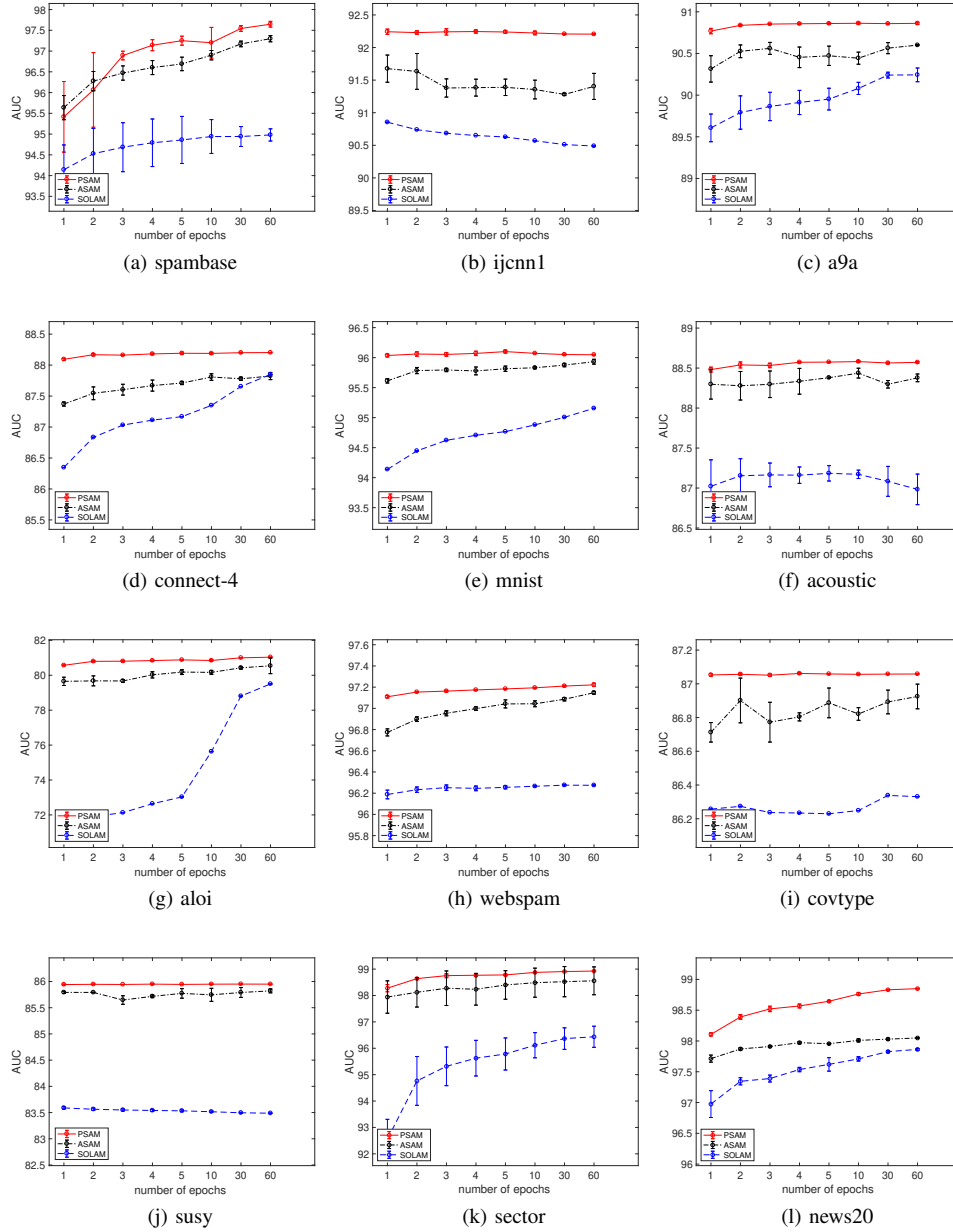 98
97.5
97
96.5
96
95.5
95
94.5
94
93.5
AUC
PSAM
ASAM
SOLAM
1 2 3 4 5 10 30 60
number of epochs
(a) spambase
92.5
92
91.5
91
90.5
90
89.5
AUC
PSAM
ASAM
SOLAM
1 2 3 4 5 10 30 60
number of epochs
(b) ijcnn1
91
90.5
90
89.5
89
AUC
PSAM
ASAM
SOLAM
1 2 3 4 5 10 30 60
number of epochs
(c) a9a
88.5
88
87.5
87
86.5
86
85.5
AUC
PSAM
ASAM
SOLAM
1 2 3 4 5 10 30 60
number of epochs
(d) connect-4
96.5
96
95.5
95
94.5
94
93.5
AUC
PSAM
ASAM
SOLAM
1 2 3 4 5 10 30 60
number of epochs
(e) mnist
89
88.5
88
87.5
87
86.5
AUC
PSAM
ASAM
SOLAM
1 2 3 4 5 10 30 60
number of epochs
(f) acoustic
82
80
78
76
74
72
AUC
PSAM
ASAM
SOLAM
1 2 3 4 5 10 30 60
number of epochs
(g) aloi
97.6
97.4
97.2
97
96.8
96.6
96.4
96.2
96
95.8
AUC
PSAM
ASAM
SOLAM
1 2 3 4 5 10 30 60
number of epochs
(h) webspam
87.2
87
86.8
86.6
86.4
86.2
AUC
PSAM
ASAM
SOLAM
1 2 3 4 5 10 30 60
number of epochs
(i) covtype
86
85.5
85
84.5
84
83.5
83
82.5
AUC
PSAM
ASAM
SOLAM
1 2 3 4 5 10 30 60
number of epochs
(j) susy
99
98
97
96
95
94
93
92
AUC
PSAM
ASAM
SOLAM
1 2 3 4 5 10 30 60
number of epochs
(k) sector
99
98.5
98
97.5
97
96.5
96
AUC
PSAM
ASAM
SOLAM
1 2 3 4 5 10 30 60
number of epochs
(l) news20